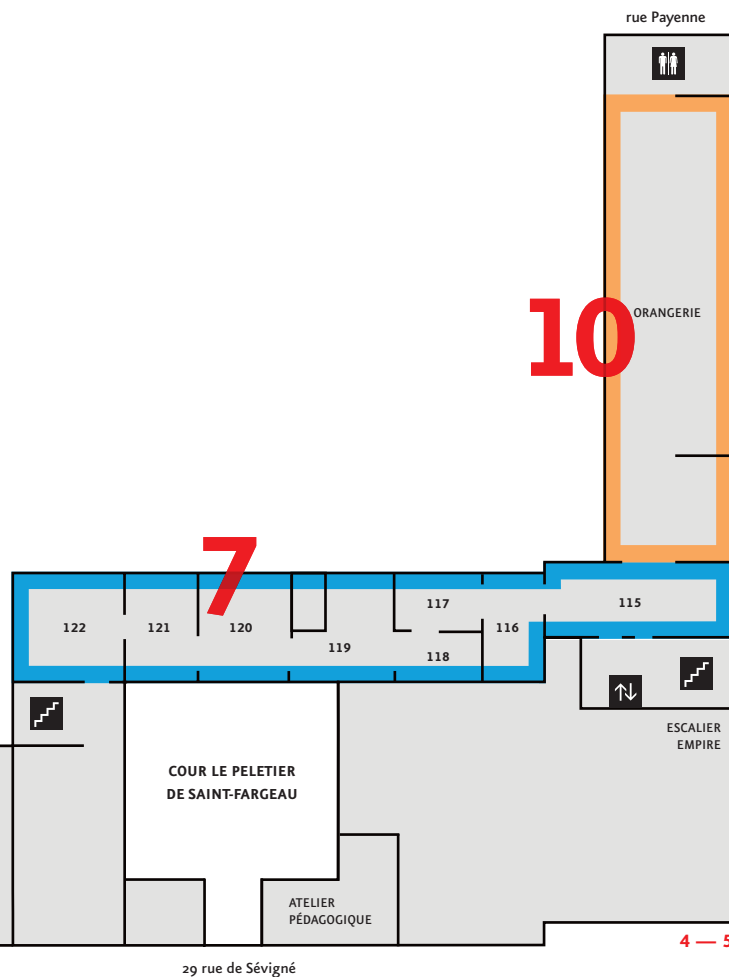 rue Payenne
10
ORANGERIE
7
115
116
117
118
119
120
121
122
ESCALIER
EMPIRE
COUR LE PELETIER
DE SAINT-FARGEAU
ATELIER
PÉDAGOGIQUE
4 — 5
29 rue de Sévigné